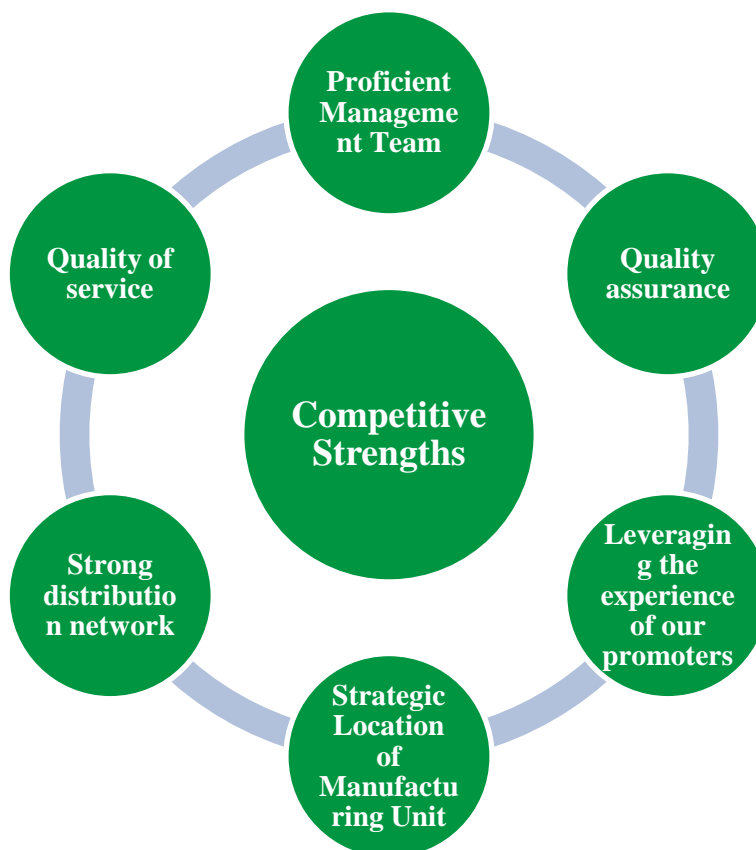 Proficient
Manageme
nt Team
Quality
assurance
Leveragin
g the
experience
of our
promoters
Strategic
Location
of
Manufactu
ring Unit
Strong
distributio
n network
Quality of
service
Competitive
Strengths